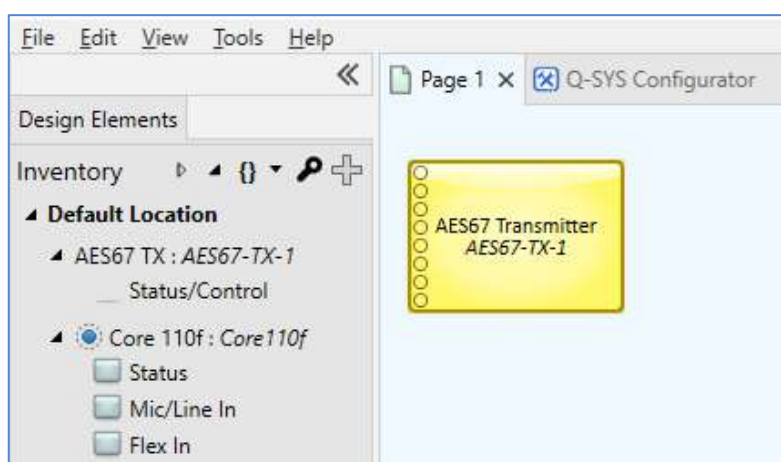 File Edit View Tools Help
Page 1 Q-SYS Configurator
Design Elements
Inventory {}
Default Location
AES67 TX : AES67-TX-1
Status/Control
Core 110f : Core110f
Status
Mic/Line In
Flex In
AES67 Transmitter
AES67-TX-1